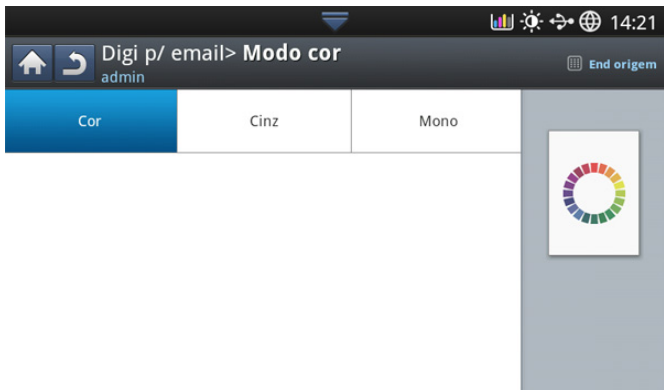 14:21
Digi p/ email> Modo cor
admin
End origem
Cor
Cinz
Mono